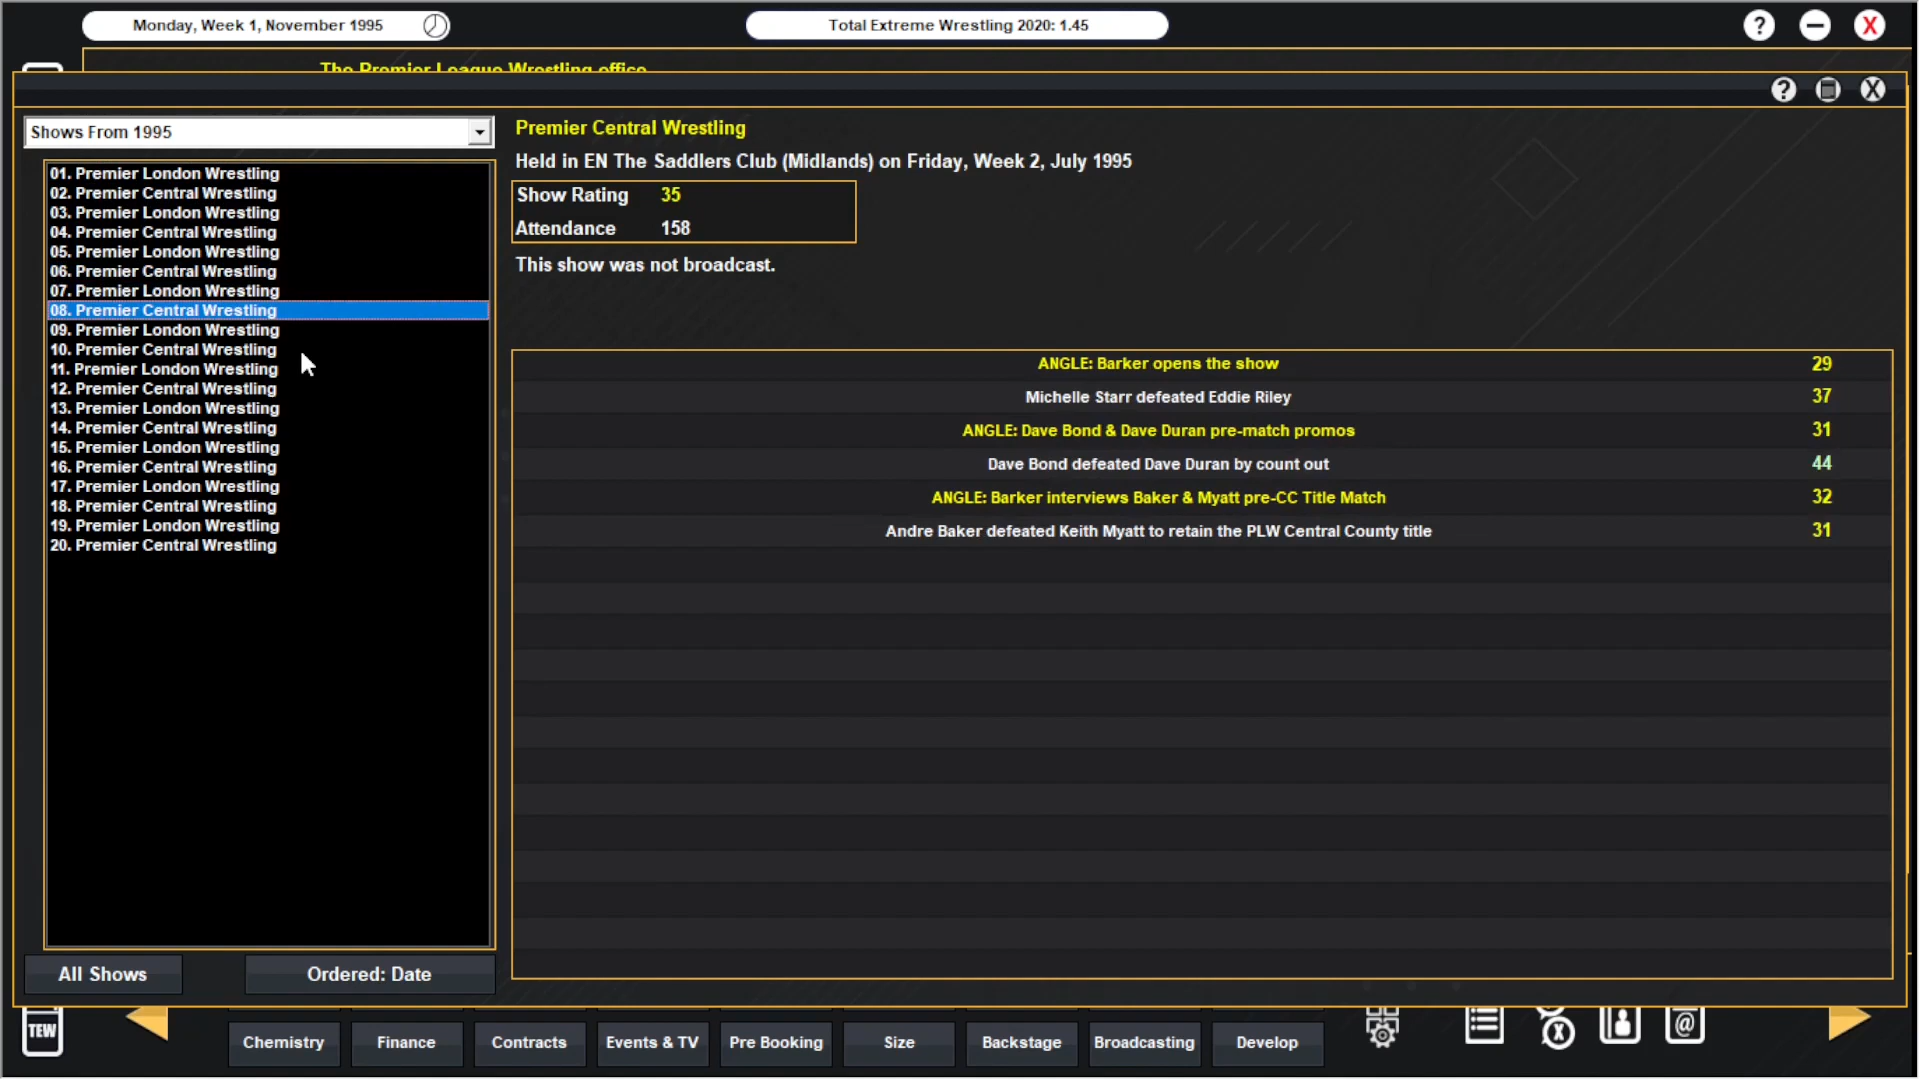 Monday, Week 1, November 1995
Total Extreme Wrestling 2020: 1.45
?
X
The Premier League Wrestling office
?
X
Shows From 1995
01. Premier London Wrestling
02. Premier Central Wrestling
03. Premier London Wrestling
04. Premier Central Wrestling
05. Premier London Wrestling
06. Premier Central Wrestling
07. Premier London Wrestling
08. Premier Central Wrestling
09. Premier London Wrestling
10. Premier Central Wrestling
11. Premier London Wrestling
12. Premier Central Wrestling
13. Premier London Wrestling
14. Premier Central Wrestling
15. Premier London Wrestling
16. Premier Central Wrestling
17. Premier London Wrestling
18. Premier Central Wrestling
19. Premier London Wrestling
20. Premier Central Wrestling
All Shows
Ordered: Date
Premier Central Wrestling
Held in EN The Saddlers Club (Midlands) on Friday, Week 2, July 1995
Show Rating 35
Attendance 158
This show was not broadcast.
ANGLE: Barker opens the show 29
Michelle Starr defeated Eddie Riley 37
ANGLE: Dave Bond & Dave Duran pre-match promos 31
Dave Bond defeated Dave Duran by count out 44
ANGLE: Barker interviews Baker & Myatt pre-CC Title Match 32
Andre Baker defeated Keith Myatt to retain the PLW Central County title 31
TEW
Chemistry
Finance
Contracts
Events & TV
Pre Booking
Size
Backstage
Broadcasting
Develop
X
@